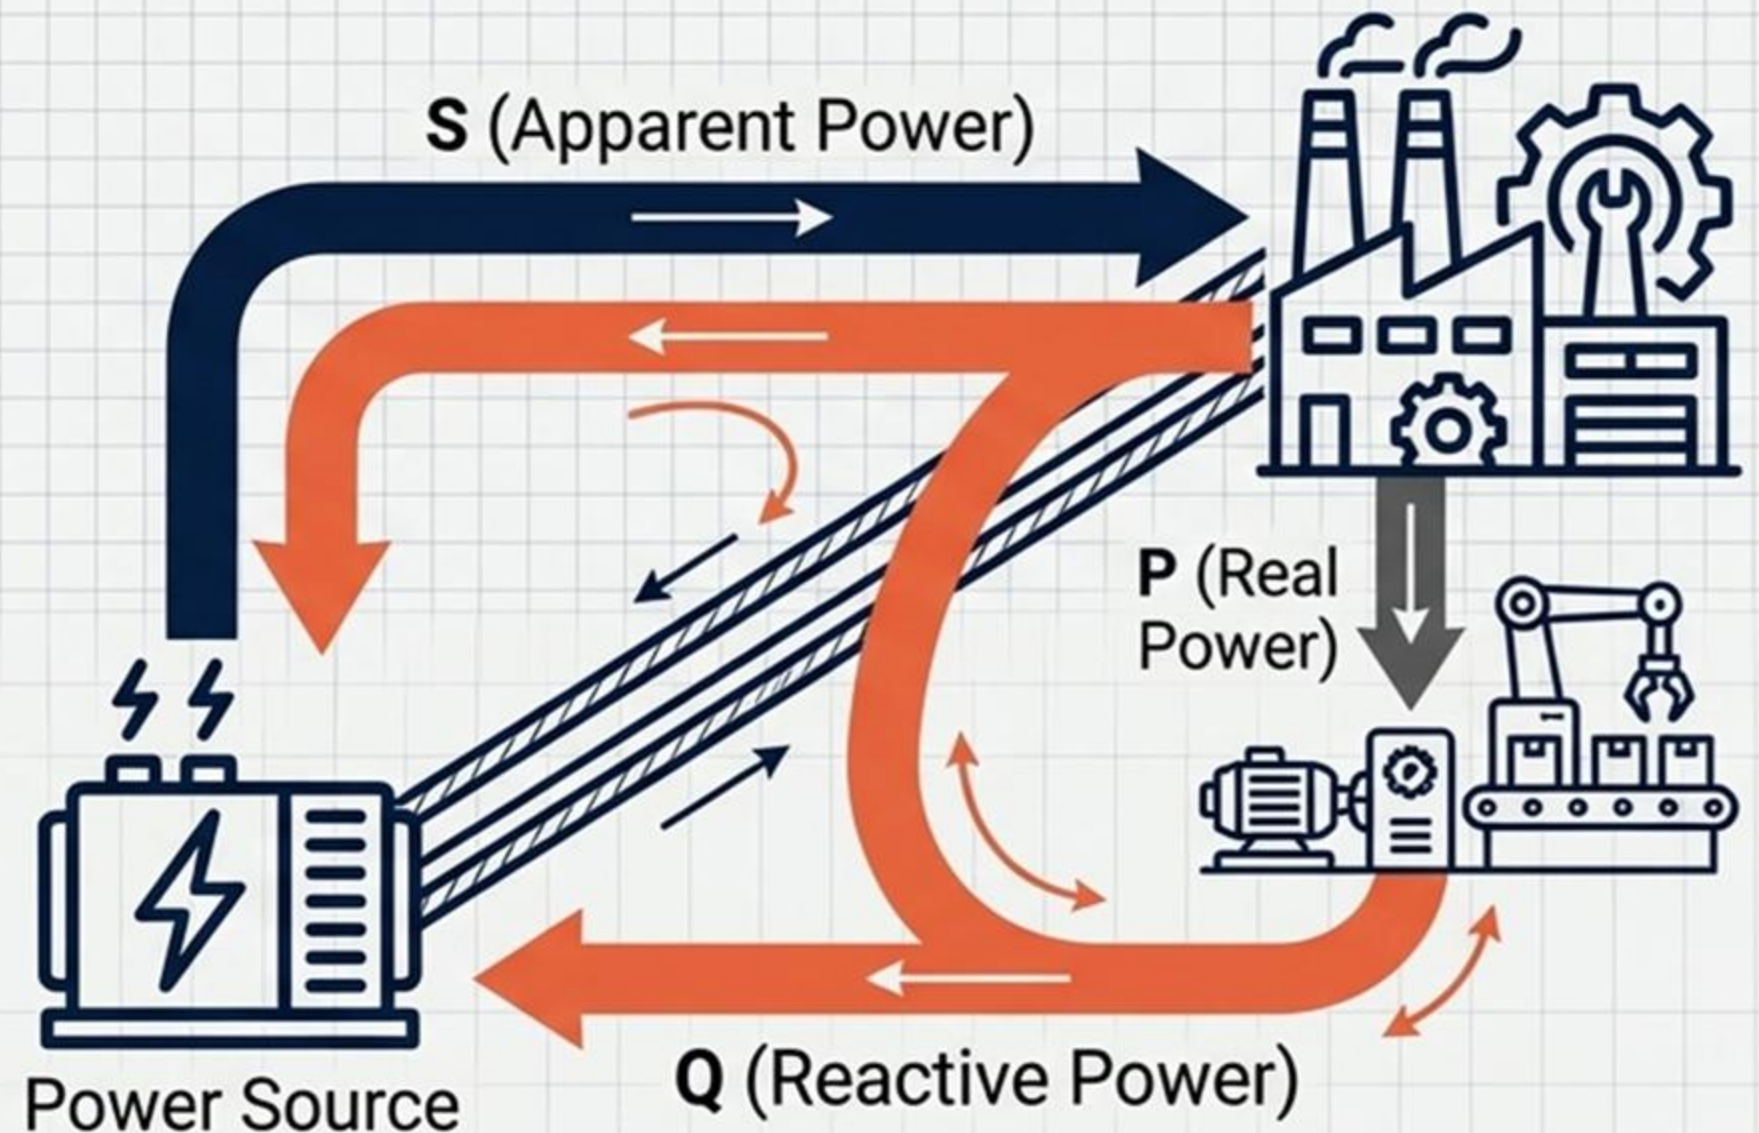 S (Apparent Power)
P (Real
Power)
Q (Reactive Power)
Power Source